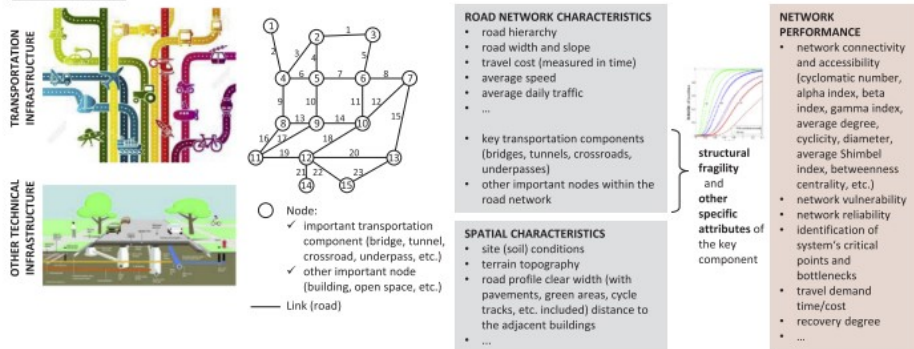 TRANSPORTATION
INFRASTRUCTURE
OTHER TECHNICAL
INFRASTRUCTURE
1
2
3
4
5
6
7
8
9
10
11
12
13
14
15
1
2
3
4
5
6
7
8
9
10
11
12
13
14
15
16
17
18
19
20
21
22
23
Node:
✓ important transportation
component (bridge, tunnel,
crossroad, underpass, etc.)
✓ other important node
(building, open space, etc.)
Link (road)
ROAD NETWORK CHARACTERISTICS
• road hierarchy
• road width and slope
• travel cost (measured in time)
• average speed
• average daily traffic
• ...
• key transportation components
(bridges, tunnels, crossroads,
underpasses)
• other important nodes within the
road network
SPATIAL CHARACTERISTICS
• site (soil) conditions
• terrain topography
• road profile clear width (with
pavements, green areas, cycle
tracks, etc. included) distance to
the adjacent buildings
• ...
structural
fragility
and
other
specific
attributes of
the key
component
NETWORK
PERFORMANCE
• network connectivity
and accessibility
(cyclomatic number,
alpha index, beta
index, gamma index,
average degree,
cyclicity, diameter,
average Shimbel
index, betweenness
centrality, etc.)
• network vulnerability
• network reliability
• identification of
system's critical
points and
bottlenecks
• travel demand
time/cost
• recovery degree
• ...